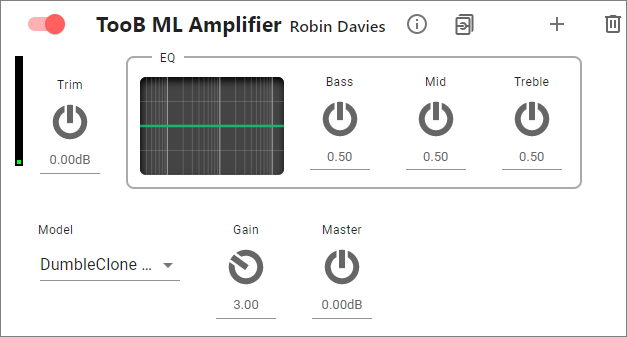 TooB ML Amplifier Robin Davies
EQ
Trim
Bass Mid Treble
0.00dB
0.50 0.50 0.50
Model Gain Master
DumbleClone ...
3.00 0.00dB